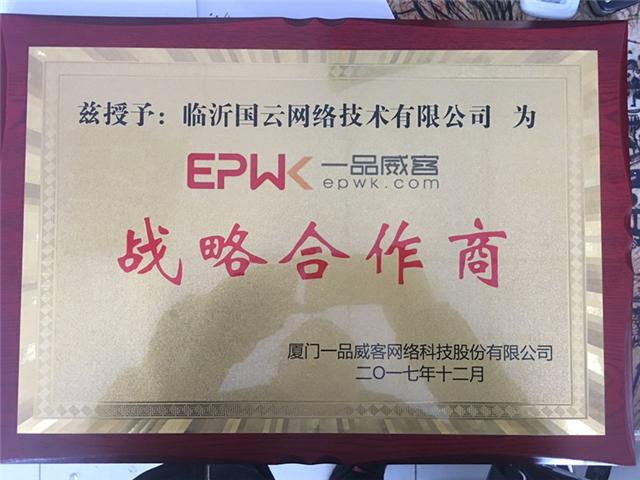 兹授予：临沂国云网络技术有限公司 为
EPWK 一品威客
epwk.com
战略合作商
厦门一品威客网络科技股份有限公司
二〇一七年十二月